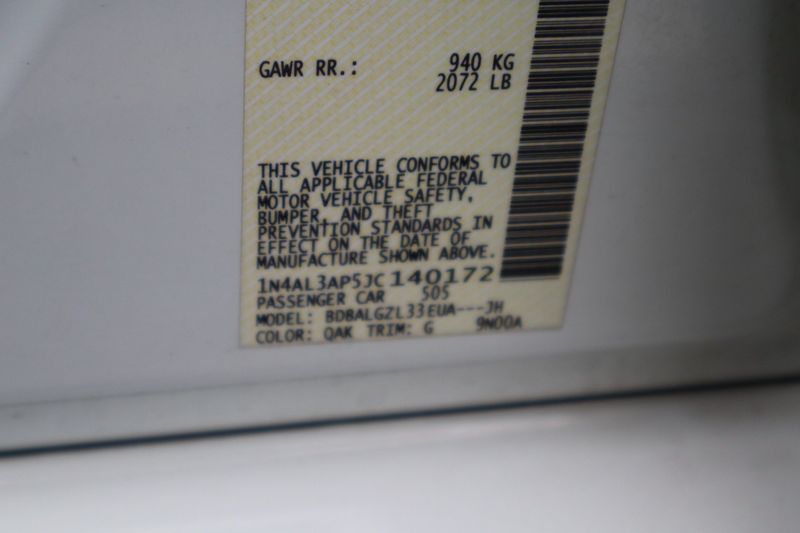 GAWR RR.: 940 KG
2072 LB
THIS VEHICLE CONFORMS TO
ALL APPLICABLE FEDERAL
MOTOR VEHICLE SAFETY,
BUMPER, AND THEFT
PREVENTION STANDARDS IN
EFFECT ON THE DATE OF
MANUFACTURE SHOWN ABOVE.
1N4AL3AP5JC140172
PASSENGER CAR 505
MODEL: BDBALGZL33EUA---JH
COLOR: QAK TRIM: G 9N00A